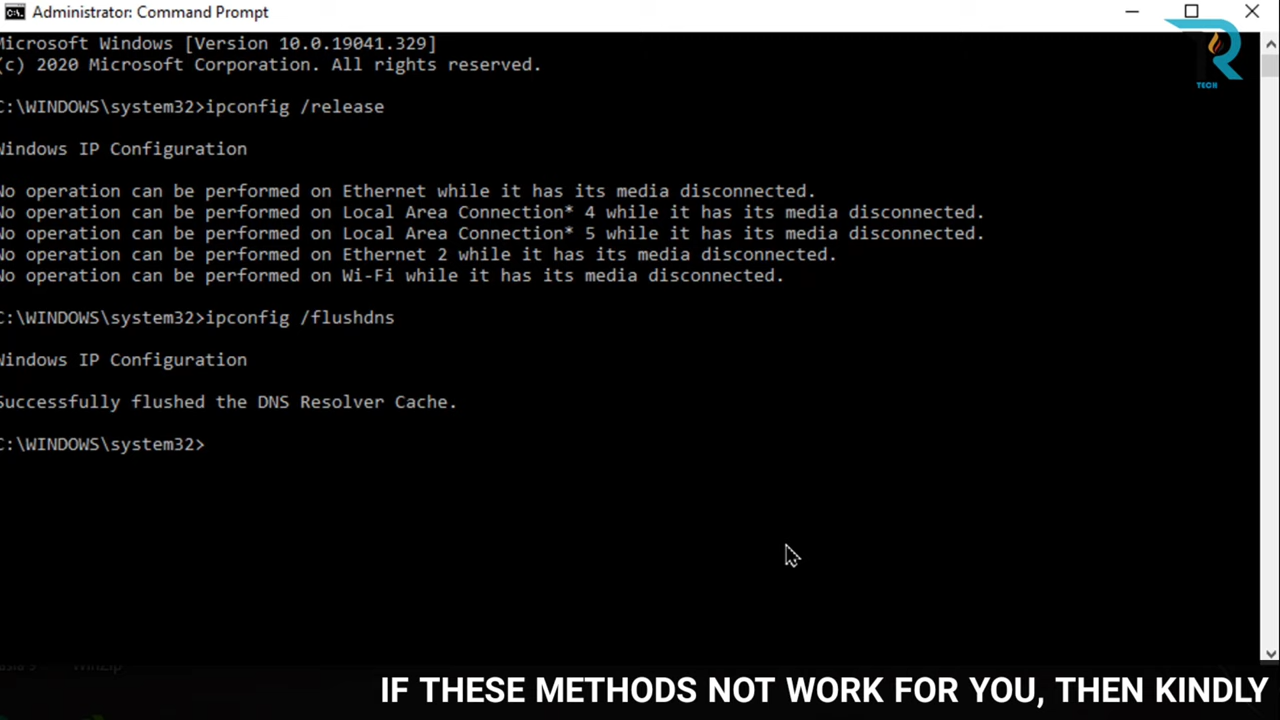 Administrator: Command Prompt
Microsoft Windows [Version 10.0.19041.329]
(c) 2020 Microsoft Corporation. All rights reserved.
C:\WINDOWS\system32>ipconfig /release
Windows IP Configuration
No operation can be performed on Ethernet while it has its media disconnected.
No operation can be performed on Local Area Connection* 4 while it has its media disconnected.
No operation can be performed on Local Area Connection* 5 while it has its media disconnected.
No operation can be performed on Ethernet 2 while it has its media disconnected.
No operation can be performed on Wi-Fi while it has its media disconnected.
C:\WINDOWS\system32>ipconfig /flushdns
Windows IP Configuration
Successfully flushed the DNS Resolver Cache.
C:\WINDOWS\system32>
R
TECH
WinZip
IF THESE METHODS NOT WORK FOR YOU, THEN KINDLY